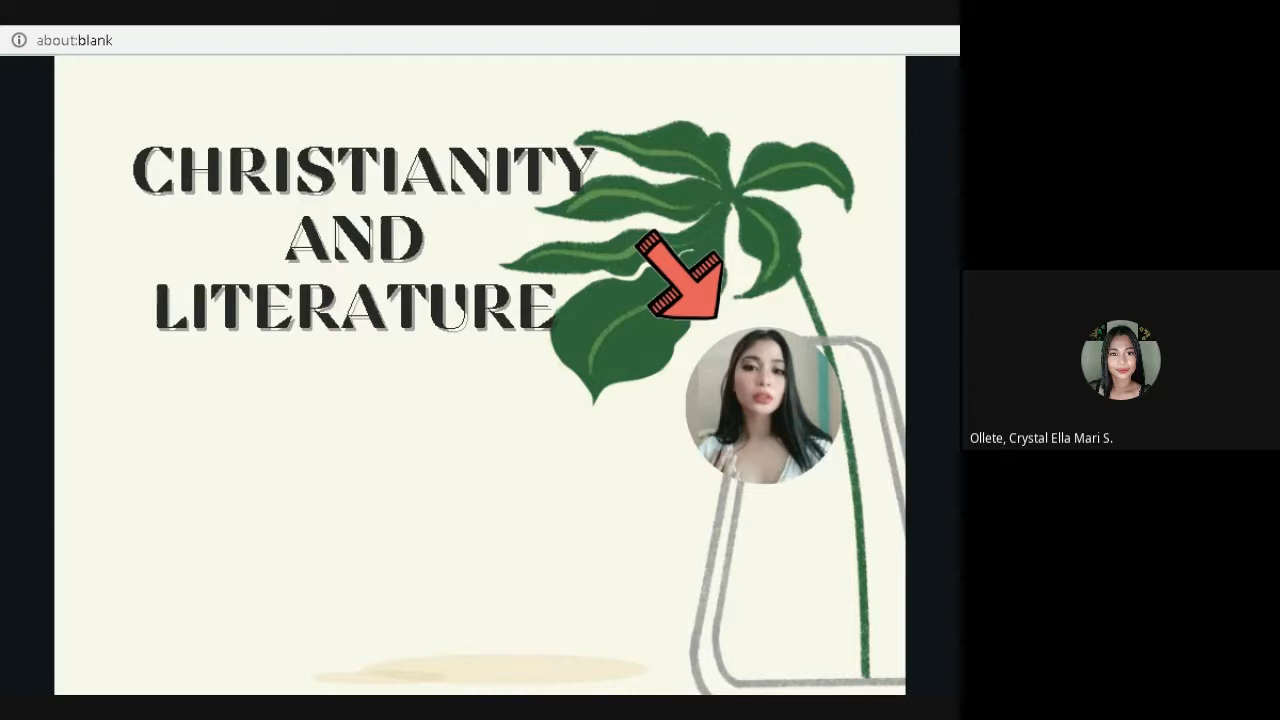 about:blank
CHRISTIANITY
AND
LITERATURE
Ollete, Crystal Ella Mari S.